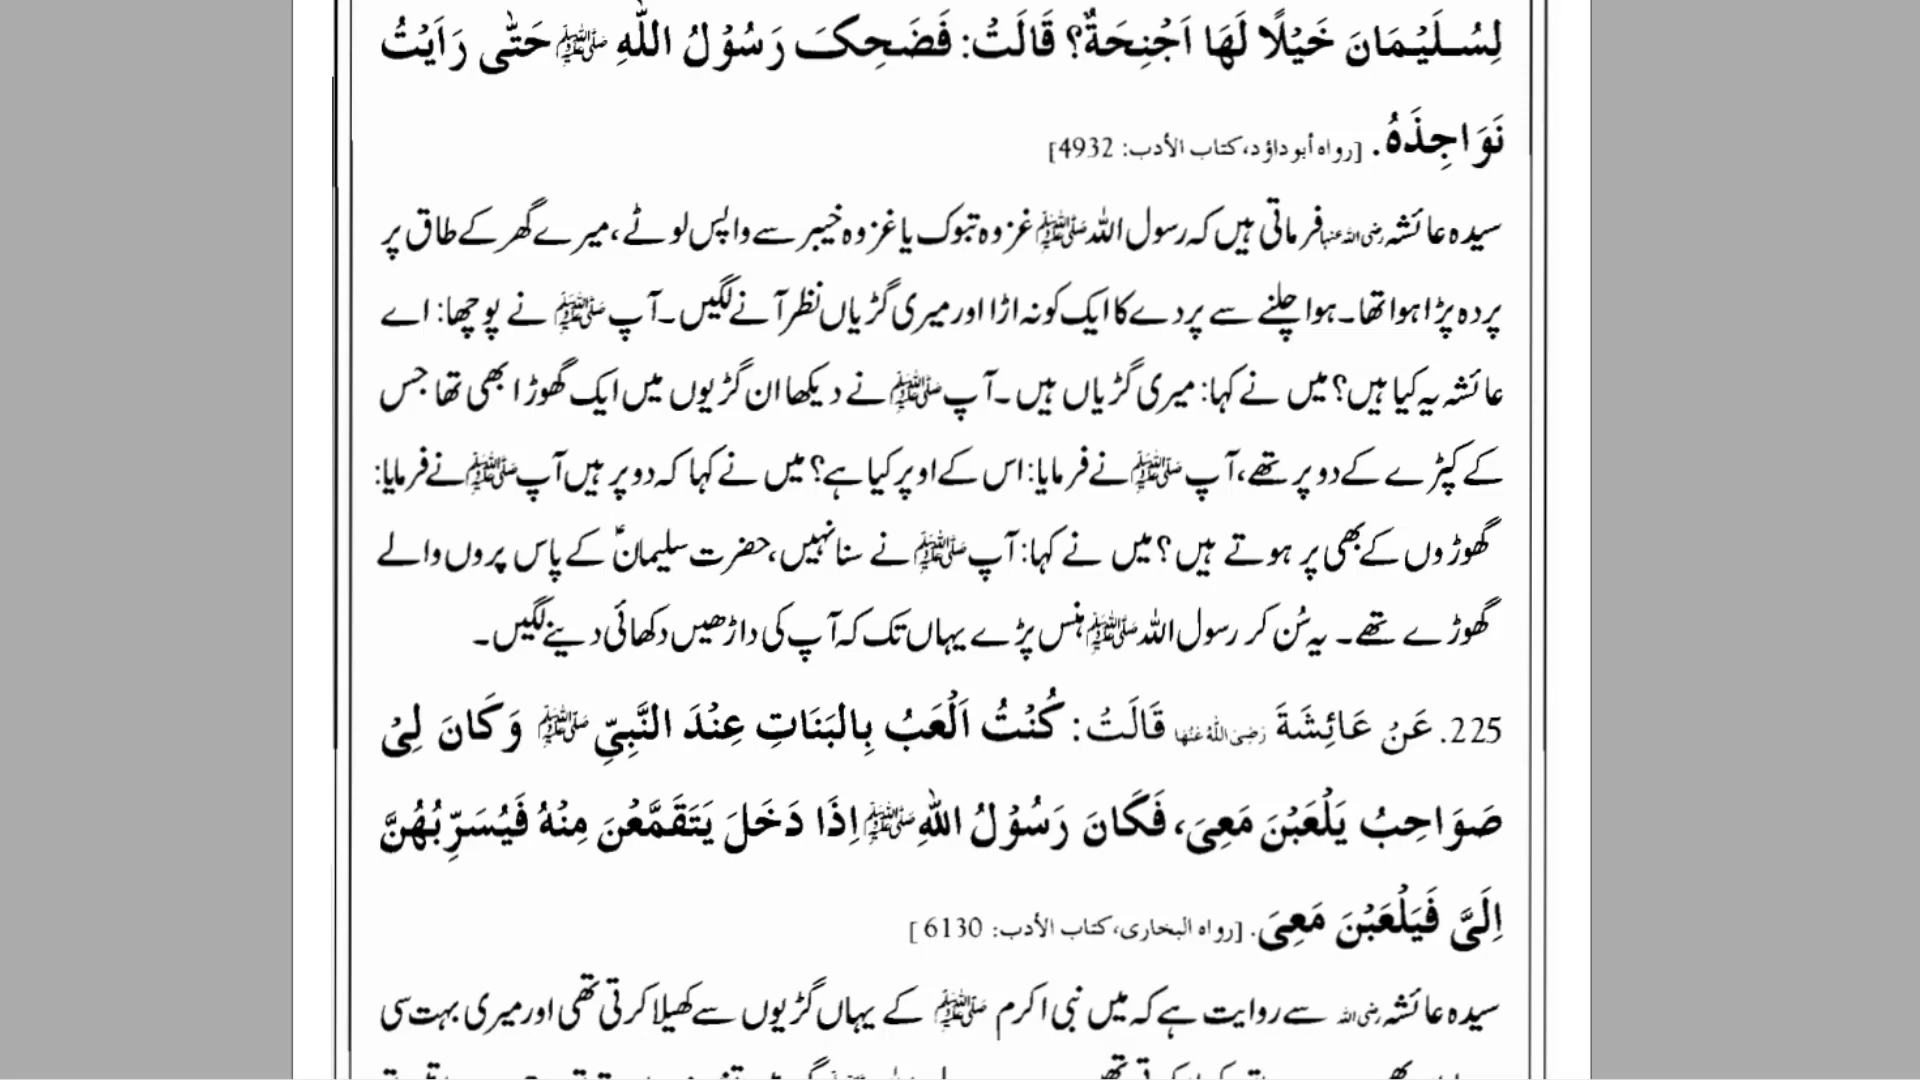 لِسُلَيْمَانَ خَيْلًا لَهَا اَجْنِحَةٌ؟ قَالَتْ: فَضَحِكَ رَسُوْلُ اللّٰهِ ﷺ حَتّٰى رَاَيْتُ
نَوَاجِذَهُ. [رواه أبو داؤد، كتاب الأدب: 4932]
سیدہ عائشہ رضی اللہ عنہا فرماتی ہیں کہ رسول اللہ ﷺ غزوہ تبوک یا غزوہ خیبر سے واپس لوٹے، میرے گھر کے طاق پر
پردہ پڑا ہوا تھا۔ ہوا چلنے سے پردے کا ایک کونہ اڑا اور میری گڑیاں نظر آنے لگیں۔ آپ ﷺ نے پوچھا: اے
عائشہ یہ کیا ہیں؟ میں نے کہا: میری گڑیاں ہیں۔ آپ ﷺ نے دیکھا ان گڑیوں میں ایک گھوڑا بھی تھا جس
کے کپڑے کے دو پر تھے، آپ ﷺ نے فرمایا: اس کے اوپر کیا ہے؟ میں نے کہا کہ دو پر ہیں آپ ﷺ نے فرمایا:
گھوڑوں کے بھی پر ہوتے ہیں؟ میں نے کہا: آپ ﷺ نے سنا نہیں، حضرت سلیمانؑ کے پاس پروں والے
گھوڑے تھے۔ یہ سُن کر رسول اللہ ﷺ ہنس پڑے یہاں تک کہ آپ کی داڑھیں دکھائی دینے لگیں۔
225. عَنْ عَائِشَةَ رَضِیَ اللّٰهُ عَنْهَا قَالَتْ: كُنْتُ اَلْعَبُ بِالبَنَاتِ عِنْدَ النَّبِيِّ ﷺ وَكَانَ لِيْ
صَوَاحِبُ يَلْعَبْنَ مَعِيَ، فَكَانَ رَسُوْلُ اللّٰهِ ﷺ اِذَا دَخَلَ يَتَقَمَّعْنَ مِنْهُ فَيُسَرِّبُهُنَّ
اِلَيَّ فَيَلْعَبْنَ مَعِيَ. [رواه البخاری، كتاب الأدب: 6130]
سیدہ عائشہ رضی اللہ سے روایت ہے کہ میں نبی اکرم ﷺ کے یہاں گڑیوں سے کھیلا کرتی تھی اور میری بہت سی